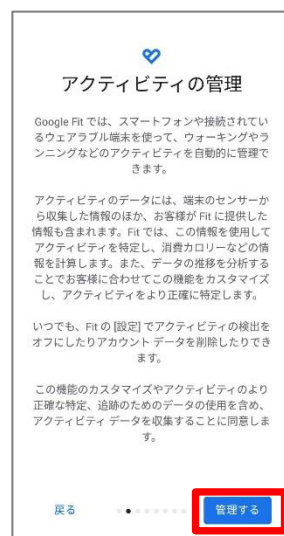 アクティビティの管理
Google Fit では、スマートフォンや接続されてい
るウェアラブル端末を使って、ウォーキングやラ
ンニングなどのアクティビティを自動的に管理で
きます。
アクティビティのデータには、端末のセンサーか
ら収集した情報のほか、お客様が Fit に提供した
情報も含まれます。Fit では、この情報を使用して
アクティビティを特定し、消費カロリーなどの情
報を計算します。また、データの推移を分析する
ことでお客様に合わせてこの機能をカスタマイズ
し、アクティビティをより正確に特定します。
いつでも、Fit の [設定] でアクティビティの検出を
オフにしたりアカウント データを削除したりでき
ます。
この機能のカスタマイズやアクティビティのより
正確な特定、追跡のためのデータの使用を含め、
アクティビティ データを収集することに同意しま
す。
戻る 管理する